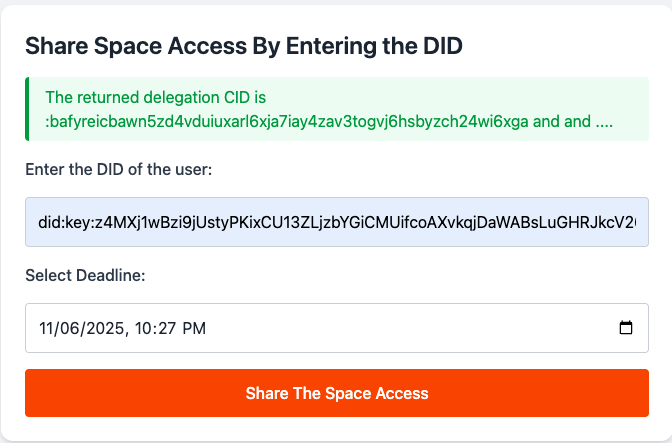 Share Space Access By Entering the DID
The returned delegation CID is
:bafyreicbawn5zd4vduiuxarl6xja7iay4zav3togvj6hsbyzch24wi6xga and and ....
Enter the DID of the user:
did:key:z4MXj1wBzi9jUstyPKixCU13ZLjzbYGiCMUifcoAXvkqjDaWABsLuGHRJkcV2
Select Deadline:
11/06/2025, 10:27 PM
Share The Space Access